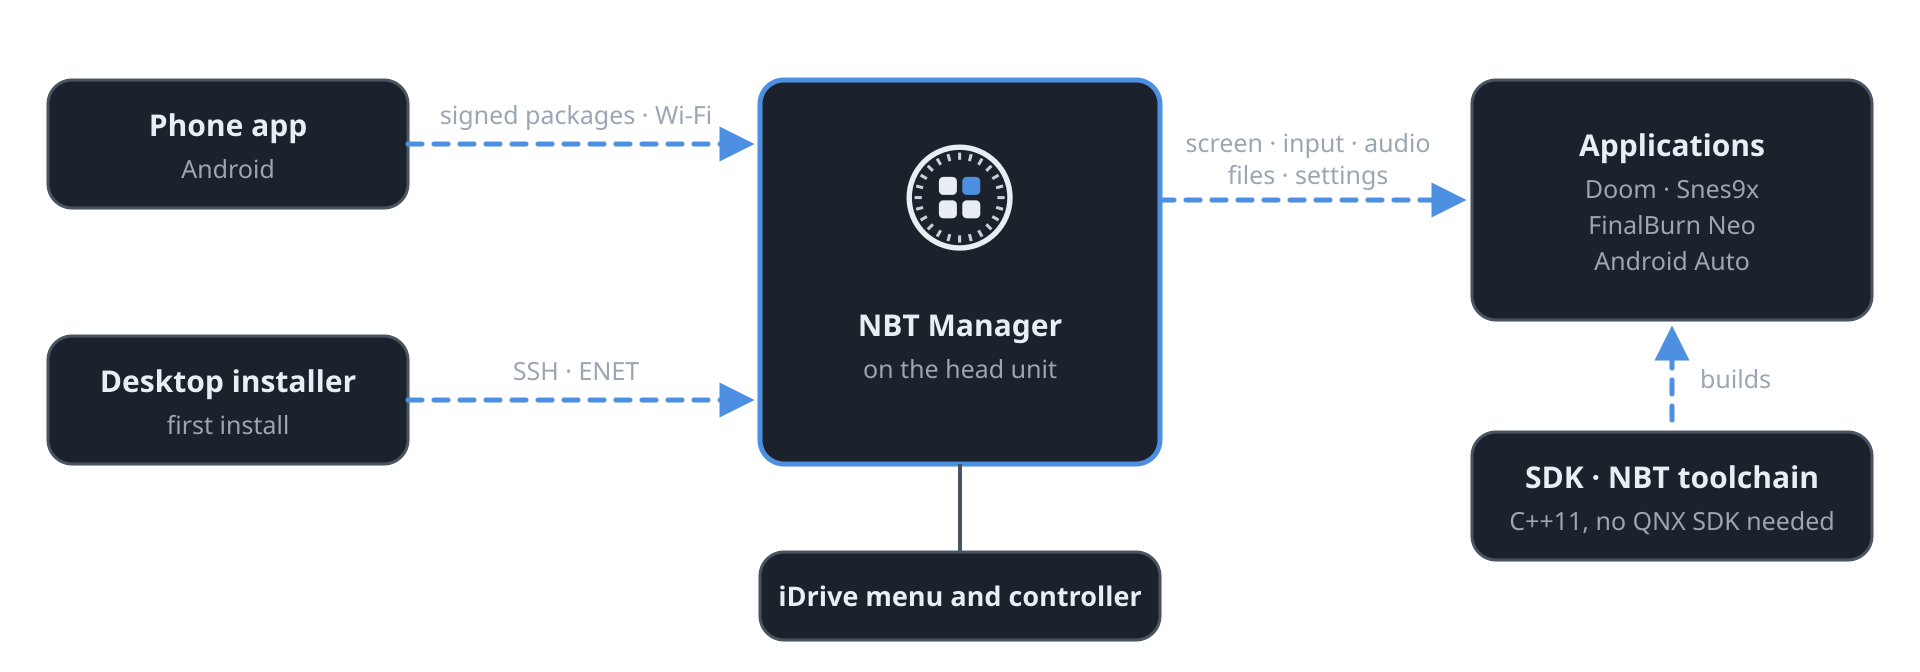 Phone app
Android
signed packages · Wi-Fi
Desktop installer
first install
SSH · ENET
NBT Manager
on the head unit
iDrive menu and controller
screen · input · audio
files · settings
Applications
Doom · Snes9x
FinalBurn Neo
Android Auto
builds
SDK · NBT toolchain
C++11, no QNX SDK needed